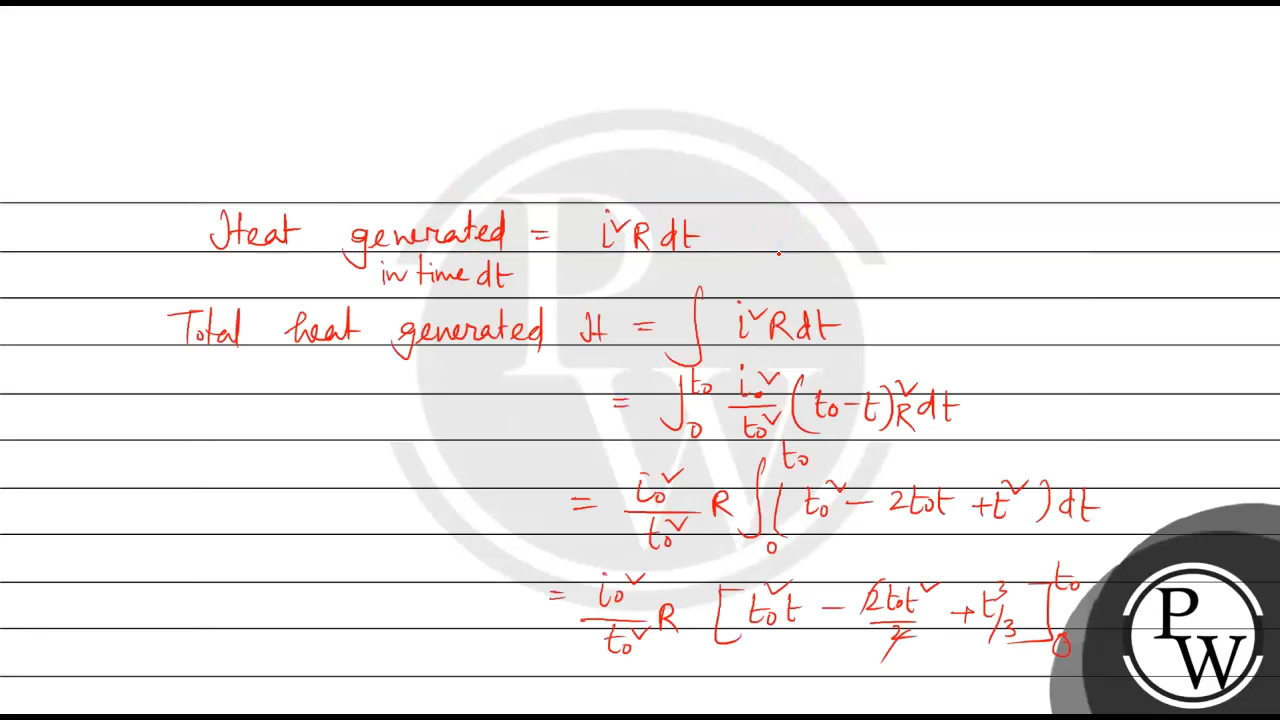 Heat generated = i²R dt
in time dt
Total heat generated H = ∫ i²R dt
= ∫₀^t₀ i₀²/t₀² (t₀ - t)² R dt
= i₀²/t₀² R ∫₀^t₀ (t₀² - 2t₀t + t²) dt
= i₀²/t₀² R [t₀²t - 2t₀t²/2 + t³/3]₀^t₀
P
W
P
W